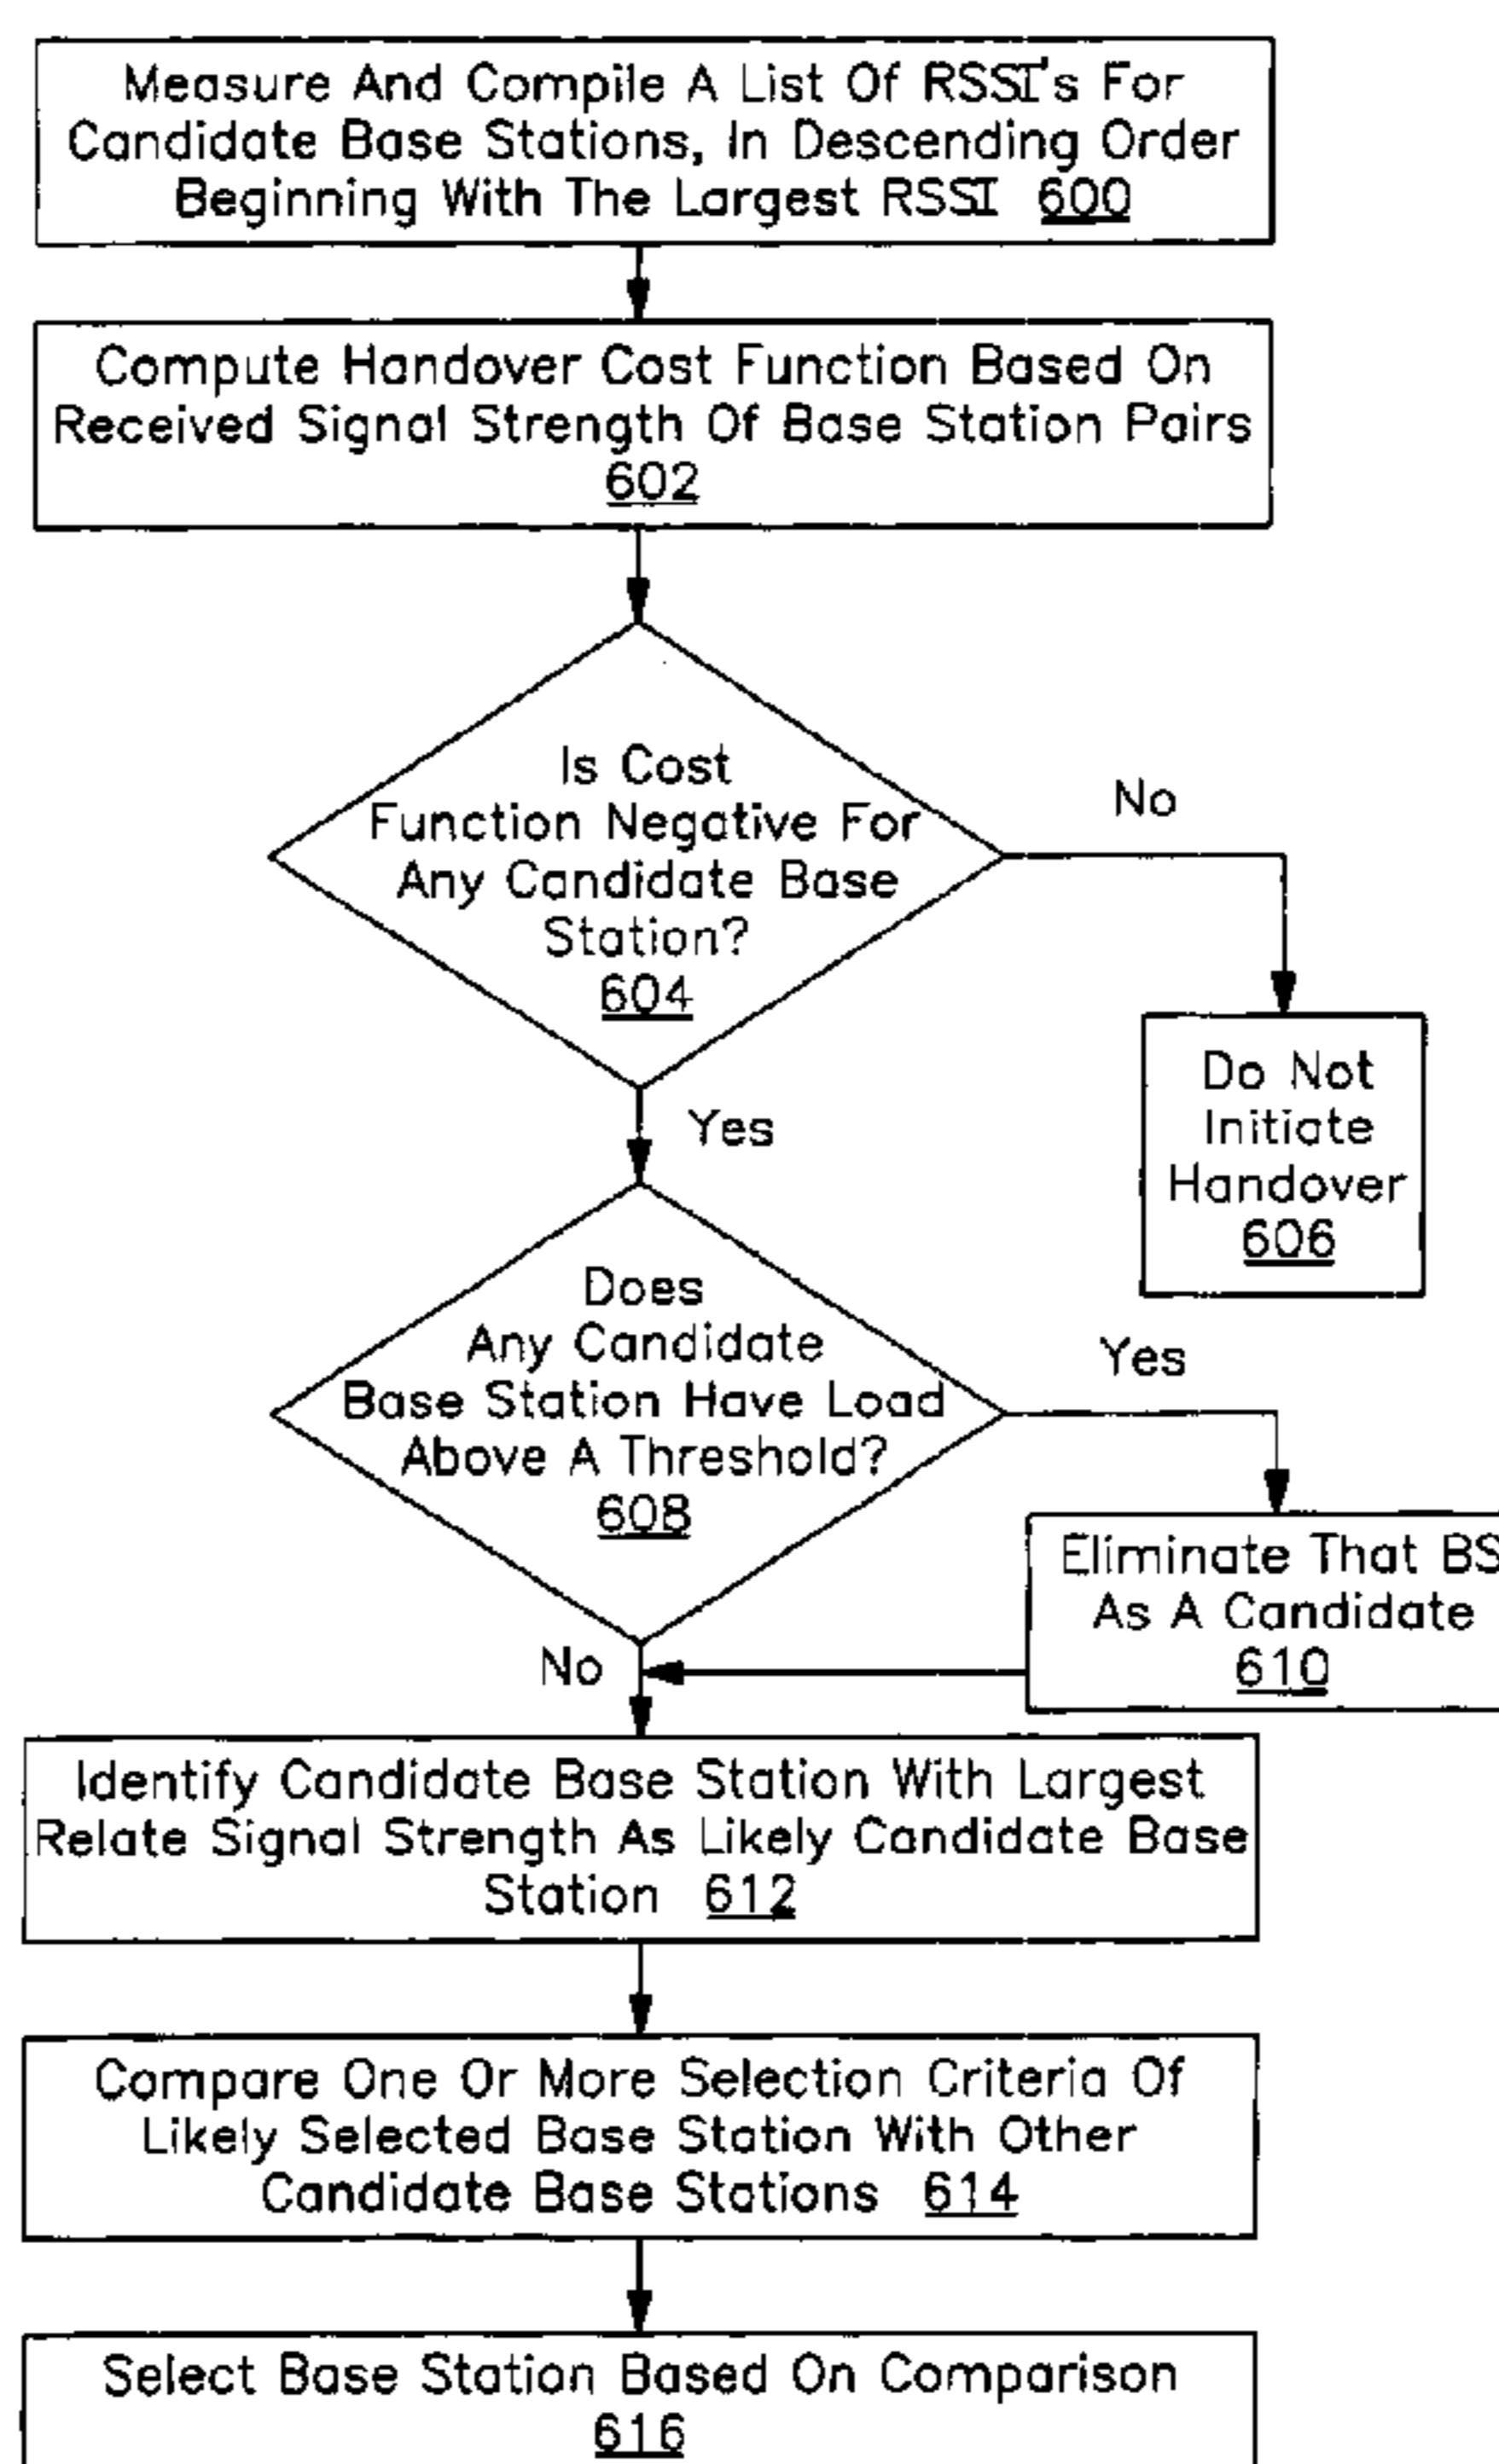 Measure And Compile A List Of RSSI's For
Candidate Base Stations, In Descending Order
Beginning With The Largest RSSI 600
Compute Handover Cost Function Based On
Received Signal Strength Of Base Station Pairs
602
Is Cost
Function Negative For
Any Candidate Base
Station?
604
No
Do Not
Initiate
Handover
606
Yes
Does
Any Candidate
Base Station Have Load
Above A Threshold?
608
Yes
Eliminate That BS
As A Candidate
610
No
Identify Candidate Base Station With Largest
Relate Signal Strength As Likely Candidate Base
Station 612
Compare One Or More Selection Criteria Of
Likely Selected Base Station With Other
Candidate Base Stations 614
Select Base Station Based On Comparison
616